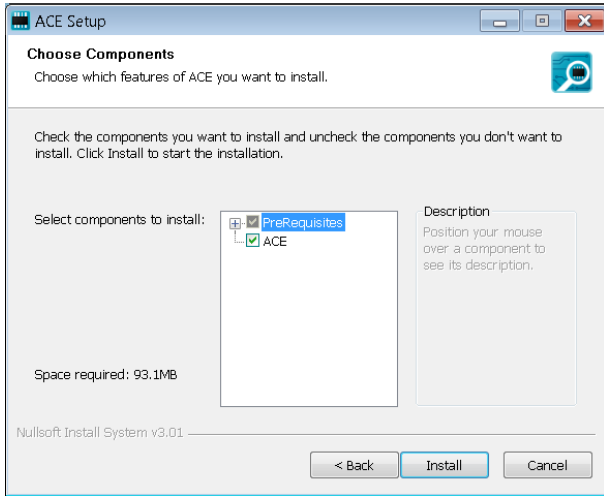 ACE Setup
Choose Components
Choose which features of ACE you want to install.
Check the components you want to install and uncheck the components you don't want to
install. Click Install to start the installation.
Select components to install:
PreRequisites
ACE
Description
Position your mouse
over a component to
see its description.
Space required: 93.1MB
Nullsoft Install System v3.01
< Back
Install
Cancel